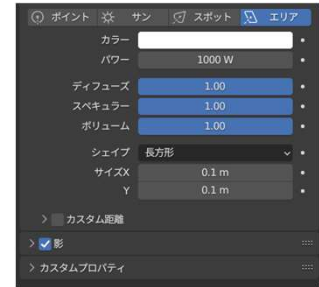 ポイント サン スポット エリア
カラー
パワー 1000 W
ディフューズ 1.00
スペキュラー 1.00
ボリューム 1.00
シェイプ 長方形
サイズX 0.1 m
Y 0.1 m
カスタム距離
影
カスタムプロパティ